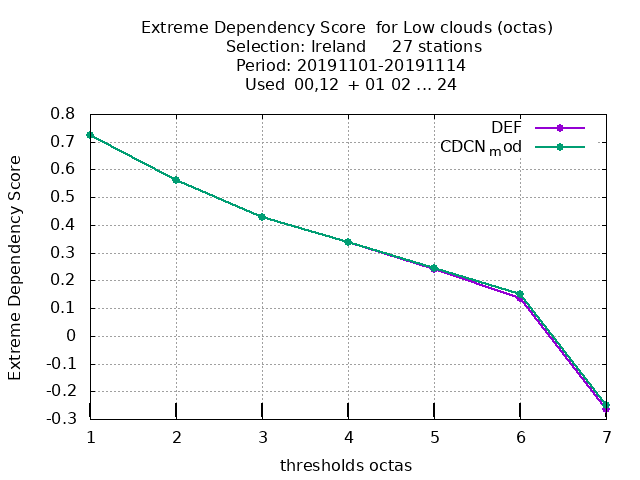 Extreme Dependency Score for Low clouds (octas)
Selection: Ireland 27 stations
Period: 20191101-20191114
Used 00,12 + 01 02 ... 24
DEF
CDCNmod
Extreme Dependency Score
0.8
0.7
0.6
0.5
0.4
0.3
0.2
0.1
0
-0.1
-0.2
-0.3
1 2 3 4 5 6 7
thresholds octas